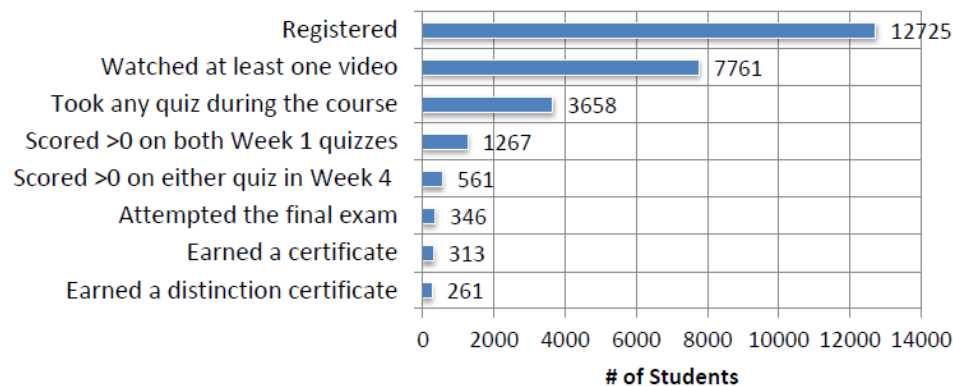 Registered 12725
Watched at least one video 7761
Took any quiz during the course 3658
Scored >0 on both Week 1 quizzes 1267
Scored >0 on either quiz in Week 4 561
Attempted the final exam 346
Earned a certificate 313
Earned a distinction certificate 261
0 2000 4000 6000 8000 10000 12000 14000
# of Students